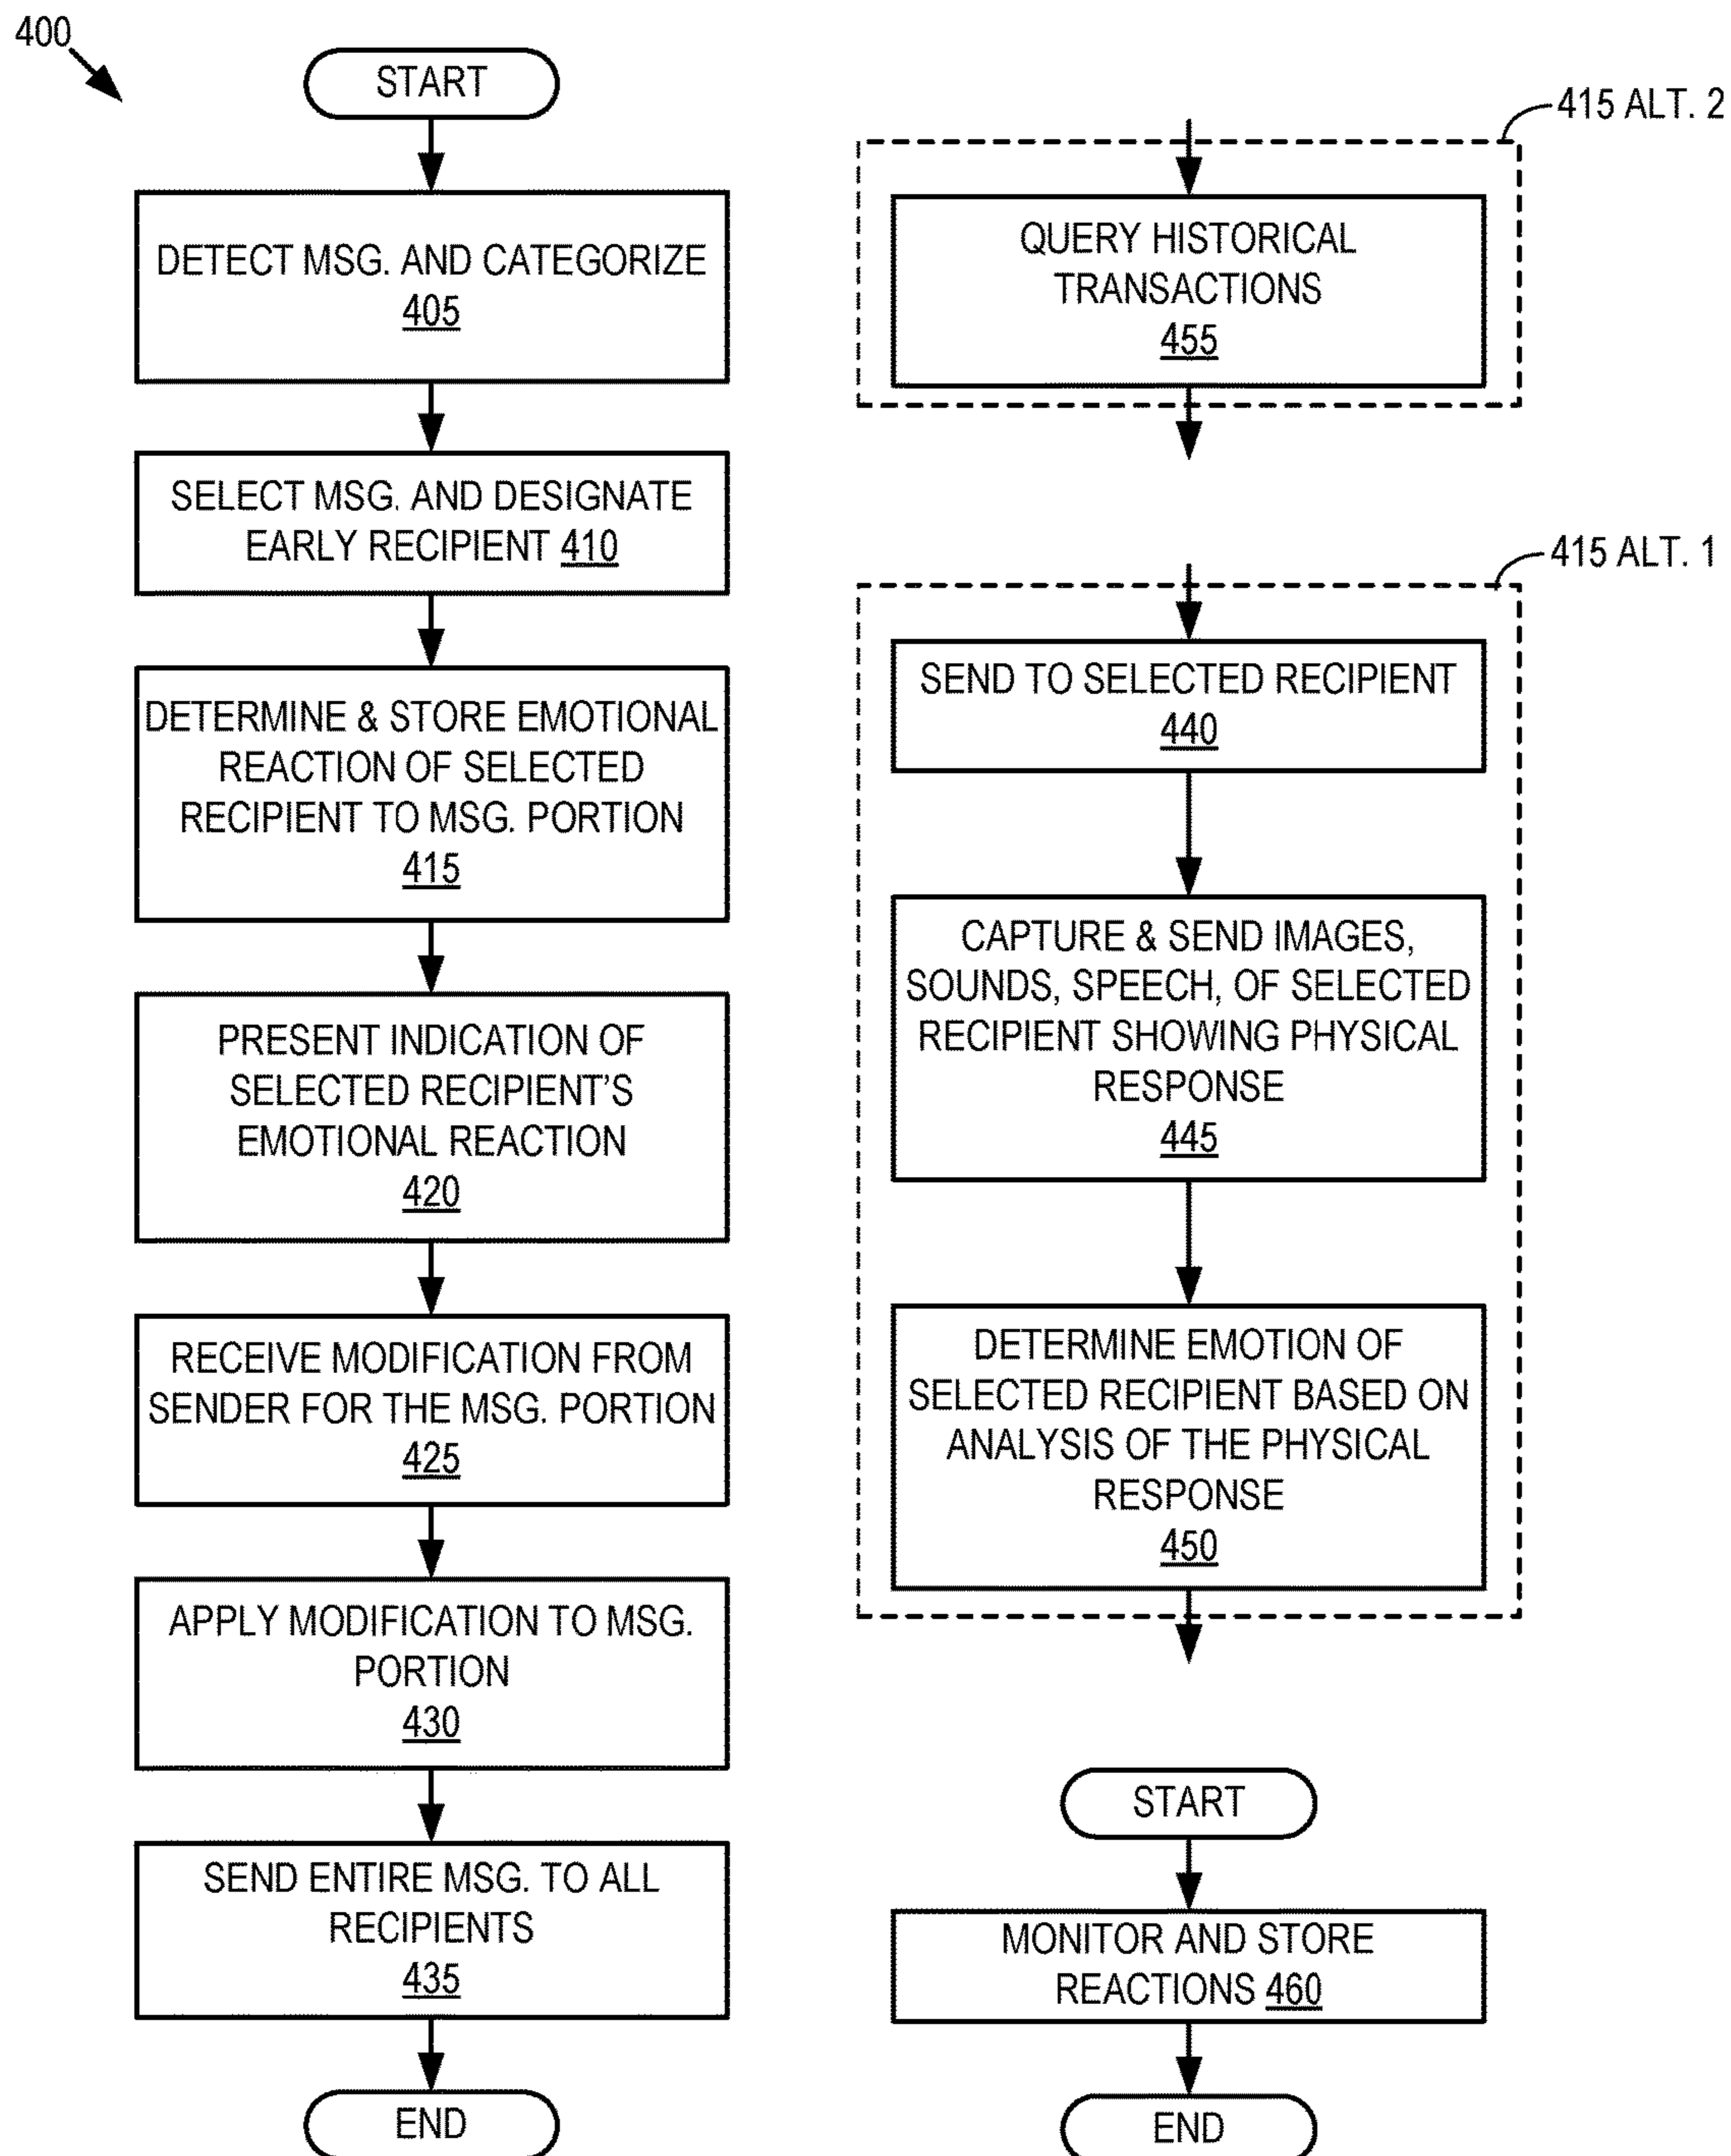 400
START
DETECT MSG. AND CATEGORIZE
405
SELECT MSG. AND DESIGNATE
EARLY RECIPIENT 410
DETERMINE & STORE EMOTIONAL
REACTION OF SELECTED
RECIPIENT TO MSG. PORTION
415
PRESENT INDICATION OF
SELECTED RECIPIENT'S
EMOTIONAL REACTION
420
RECEIVE MODIFICATION FROM
SENDER FOR THE MSG. PORTION
425
APPLY MODIFICATION TO MSG.
PORTION
430
SEND ENTIRE MSG. TO ALL
RECIPIENTS
435
END
415 ALT. 2
QUERY HISTORICAL
TRANSACTIONS
455
415 ALT. 1
SEND TO SELECTED RECIPIENT
440
CAPTURE & SEND IMAGES,
SOUNDS, SPEECH, OF SELECTED
RECIPIENT SHOWING PHYSICAL
RESPONSE
445
DETERMINE EMOTION OF
SELECTED RECIPIENT BASED ON
ANALYSIS OF THE PHYSICAL
RESPONSE
450
START
MONITOR AND STORE
REACTIONS 460
END